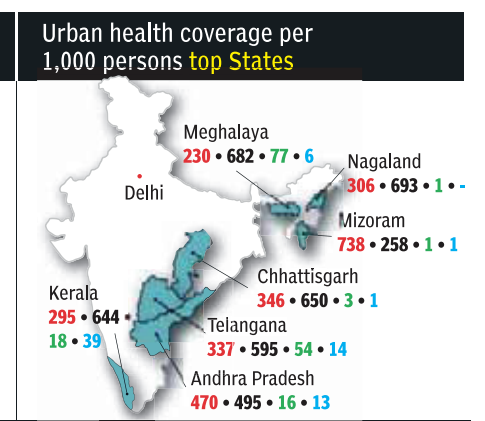 Urban health coverage per
1,000 persons top States
Meghalaya
230 • 682 • 77 • 6
Nagaland
306 • 693 • 1 • -
Delhi
Mizoram
738 • 258 • 1 • 1
Chhattisgarh
346 • 650 • 3 • 1
Kerala
295 • 644 •
18 • 39
Telangana
337 • 595 • 54 • 14
Andhra Pradesh
470 • 495 • 16 • 13